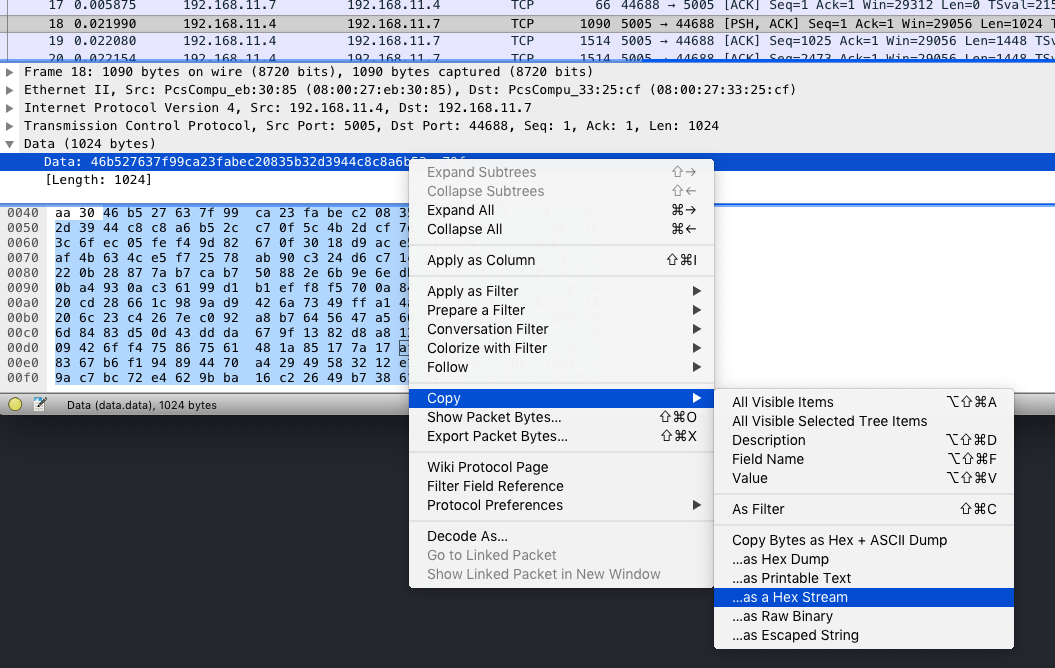 17 0.005875 192.168.11.7 192.168.11.4 TCP 66 44688 → 5005 [ACK] Seq=1 Ack=1 Win=29312 Len=0 TSval=215
18 0.021990 192.168.11.4 192.168.11.7 TCP 1090 5005 → 44688 [PSH, ACK] Seq=1 Ack=1 Win=29056 Len=1024 T
19 0.022080 192.168.11.4 192.168.11.7 TCP 1514 5005 → 44688 [ACK] Seq=1025 Ack=1 Win=29056 Len=1448 TS
20 0.022154 192.168.11.4 192.168.11.7 TCP 1514 5005 → 44688 [ACK] Seq=2473 Ack=1 Win=29056 Len=1448 TS
Frame 18: 1090 bytes on wire (8720 bits), 1090 bytes captured (8720 bits)
Ethernet II, Src: PcsCompu_eb:30:85 (08:00:27:eb:30:85), Dst: PcsCompu_33:25:cf (08:00:27:33:25:cf)
Internet Protocol Version 4, Src: 192.168.11.4, Dst: 192.168.11.7
Transmission Control Protocol, Src Port: 5005, Dst Port: 44688, Seq: 1, Ack: 1, Len: 1024
Data (1024 bytes)
Data: 46b527637f99ca23fabec20835b32d3944c8c8a6b5
[Length: 1024]
0040 aa 30 46 b5 27 63 7f 99 ca 23 fa be c2 08 35
0050 2d 39 44 c8 c8 a6 b5 2c c7 0f 5c 4b 2d cf 7
0060 3c 6f ec 05 fe f4 9d 82 67 0f 30 18 d9 ac e
0070 af 4b 63 4c e5 f7 25 78 ab 90 c3 24 d6 c7 1
0080 22 0b 28 87 7a b7 ca b7 50 88 2e 6b 9e 6e d
0090 0b a4 93 0a c3 61 99 d1 b1 ef f8 f5 70 0a 8
00a0 20 cd 28 66 1c 98 9a d9 42 6a 73 49 ff a1 4
00b0 20 6c 23 c4 26 7e c0 92 a8 b7 64 56 47 a5 6
00c0 6d 84 83 d5 0d 43 dd da 67 9f 13 82 d8 a8 1
00d0 09 42 6f f4 75 86 75 61 48 1a 85 17 7a 17 a
00e0 83 67 b6 f1 94 89 44 70 a4 29 49 58 32 12 e
00f0 9a c7 bc 72 e4 62 9b ba 16 c2 26 49 b7 38 6
Data (data.data), 1024 bytes
Expand Subtrees ⇧→
Collapse Subtrees ⇧←
Expand All ⌘→
Collapse All ⌘←
Apply as Column ⇧⌘I
Apply as Filter
Prepare a Filter
Conversation Filter
Colorize with Filter
Follow
Copy
Show Packet Bytes... ⇧⌘O
Export Packet Bytes... ⇧⌘X
Wiki Protocol Page
Filter Field Reference
Protocol Preferences
Decode As...
Go to Linked Packet
Show Linked Packet in New Window
All Visible Items ⌥⇧⌘A
All Visible Selected Tree Items
Description ⌥⇧⌘D
Field Name ⌥⇧⌘F
Value ⌥⇧⌘V
As Filter ⇧⌘C
Copy Bytes as Hex + ASCII Dump
...as Hex Dump
...as Printable Text
...as a Hex Stream
...as Raw Binary
...as Escaped String